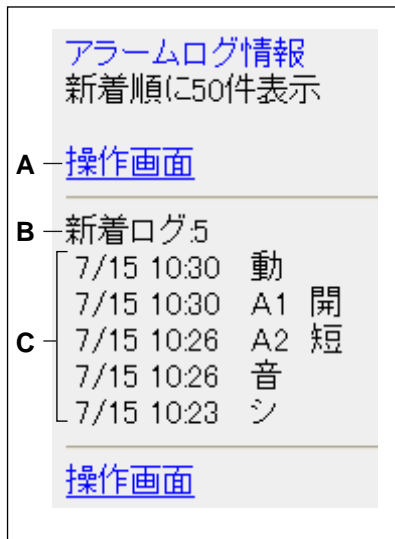 アラームログ情報
新着順に50件表示
A 操作画面
B 新着ログ:5
7/15 10:30 動
7/15 10:30 A1 開
C 7/15 10:26 A2 短
7/15 10:26 音
7/15 10:23 シ
操作画面